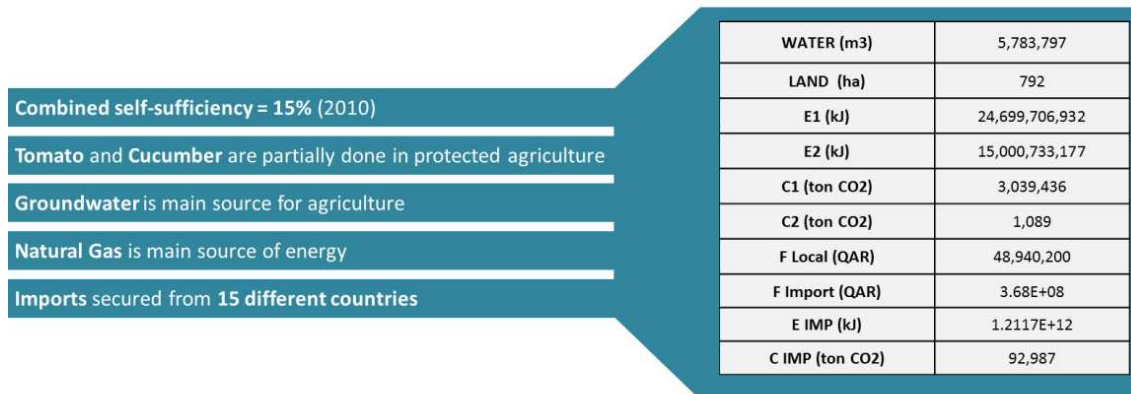 Combined self-sufficiency = 15% (2010)
Tomato and Cucumber are partially done in protected agriculture
Groundwater is main source for agriculture
Natural Gas is main source of energy
Imports secured from 15 different countries
WATER (m3) 5,783,797
LAND (ha) 792
E1 (kJ) 24,699,706,932
E2 (kJ) 15,000,733,177
C1 (ton CO2) 3,039,436
C2 (ton CO2) 1,089
F Local (QAR) 48,940,200
F Import (QAR) 3.68E+08
E IMP (kJ) 1.2117E+12
C IMP (ton CO2) 92,987